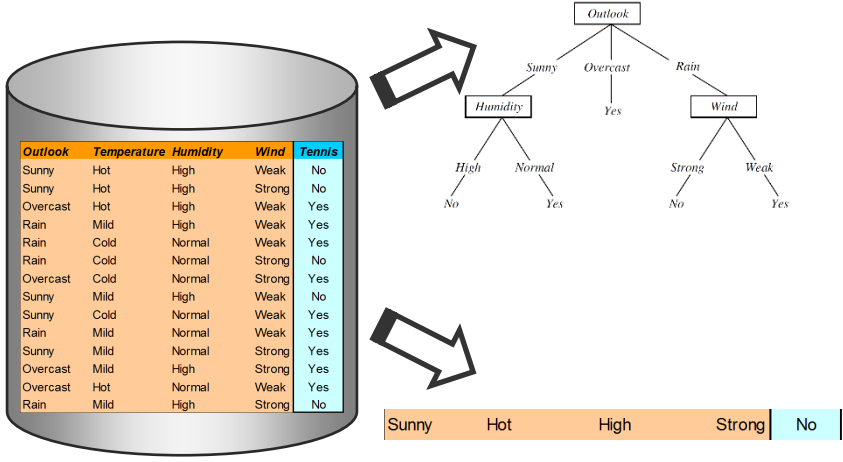 Outlook Temperature Humidity Wind Tennis
Sunny Hot High Weak No
Sunny Hot High Strong No
Overcast Hot High Weak Yes
Rain Mild High Weak Yes
Rain Cold Normal Weak Yes
Rain Cold Normal Strong No
Overcast Cold Normal Strong Yes
Sunny Mild High Weak No
Sunny Cold Normal Weak Yes
Rain Mild Normal Weak Yes
Sunny Mild Normal Strong Yes
Overcast Mild High Strong Yes
Overcast Hot Normal Weak Yes
Rain Mild High Strong No
Outlook
Sunny Overcast Rain
Humidity Yes Wind
High Normal Strong Weak
No Yes No Yes
Sunny Hot High Strong No